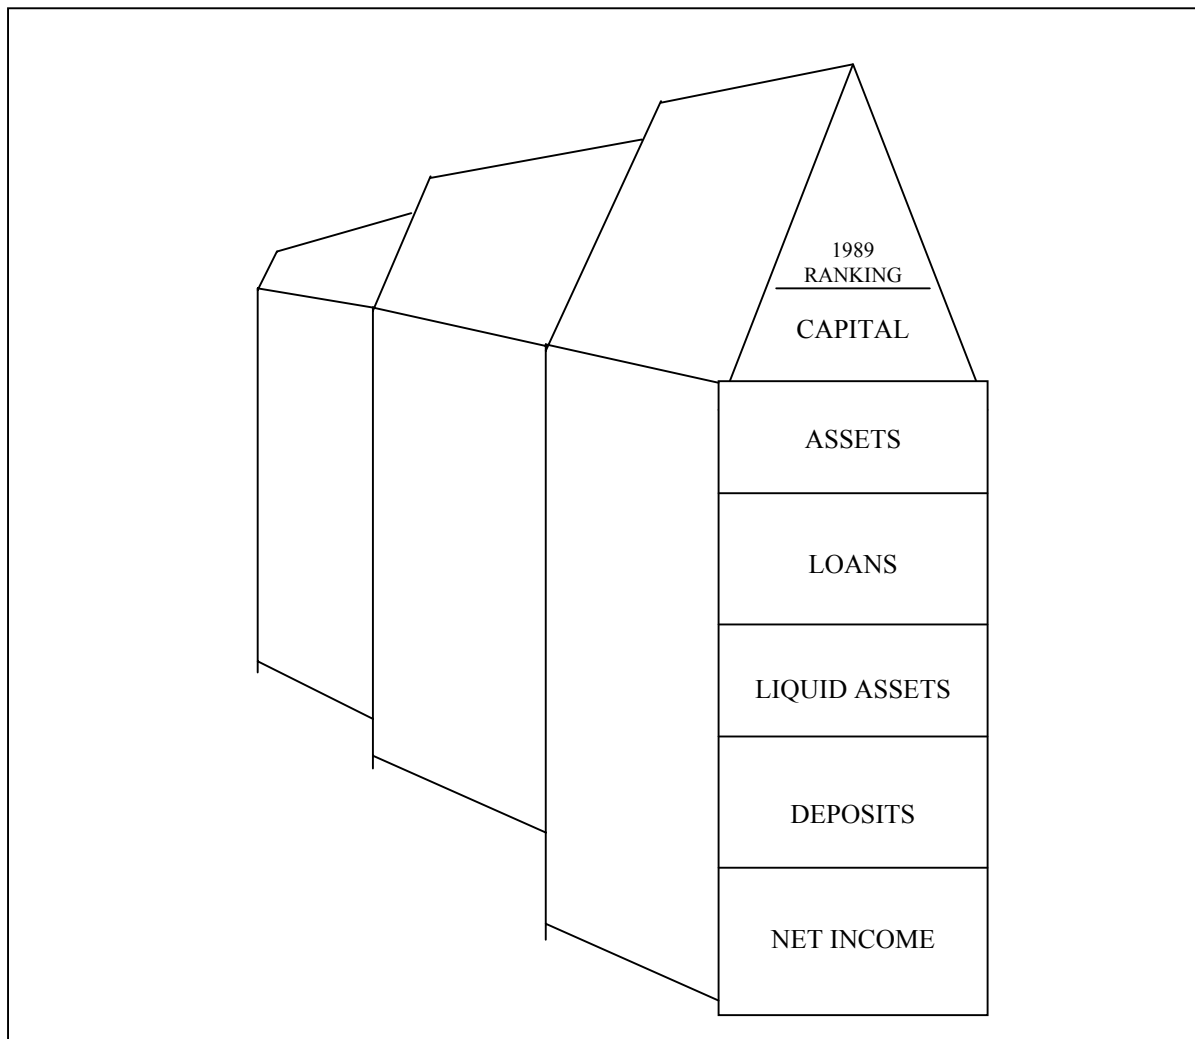 1989
RANKING
CAPITAL
ASSETS
LOANS
LIQUID ASSETS
DEPOSITS
NET INCOME